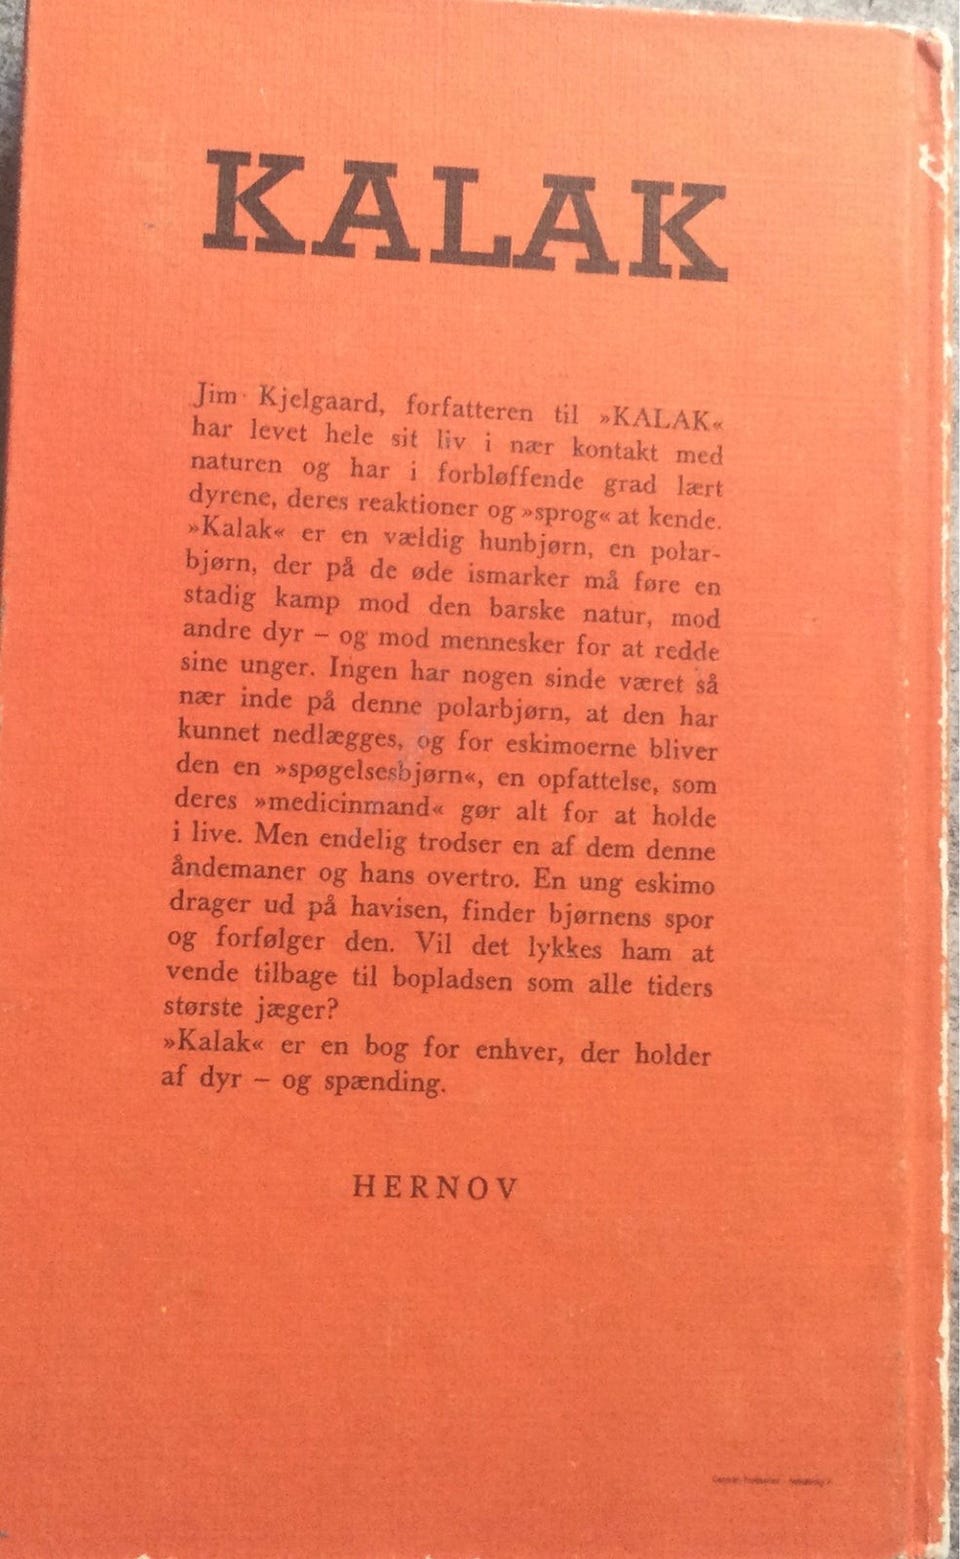 KALAK
Jim Kjelgaard, forfatteren til »KALAK«
har levet hele sit liv i nær kontakt med
naturen og har i forbløffende grad lært
dyrene, deres reaktioner og »sprog« at kende.
»Kalak« er en vældig hunbjørn, en polar-
bjørn, der på de øde ismarker må føre en
stadig kamp mod den barske natur, mod
andre dyr – og mod mennesker for at redde
sine unger. Ingen har nogen sinde været så
nær inde på denne polarbjørn, at den har
kunnet nedlægges, og for eskimoerne bliver
den en »spøgelsesbjørn«, en opfattelse, som
deres »medicinmand« gør alt for at holde
i live. Men endelig trodser en af dem denne
åndemaner og hans overtro. En ung eskimo
drager ud på havisen, finder bjørnens spor
og forfølger den. Vil det lykkes ham at
vende tilbage til bopladsen som alle tiders
største jæger?
»Kalak« er en bog for enhver, der holder
af dyr – og spænding.
HERNOV